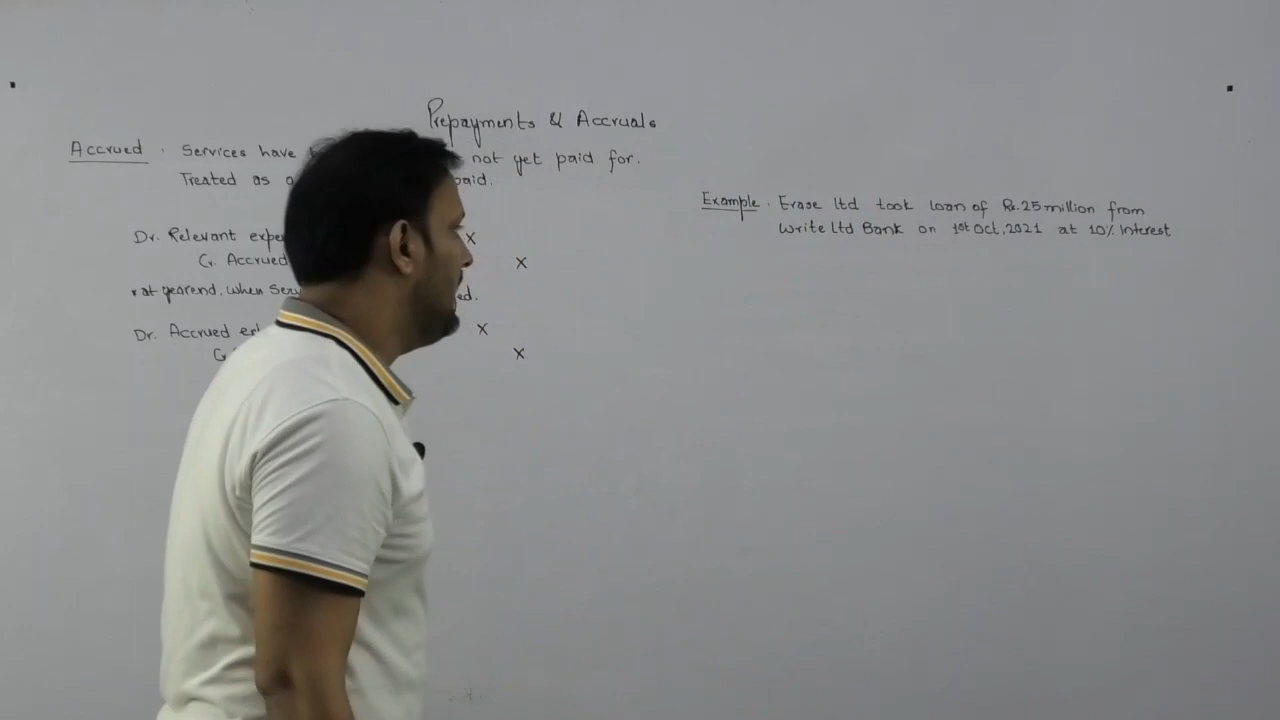 Prepayments & Accruals
Accrued . Services have not yet paid for.
Treated as a paid.
Dr. Relevant expe X
Cr. Accrued X
* at yearend, when Serv ed.
Dr. Accrued X
X
Example . Erase ltd took loan of Rs.25 million from
Write Ltd Bank on 1st Oct, 2021 at 10% Interest